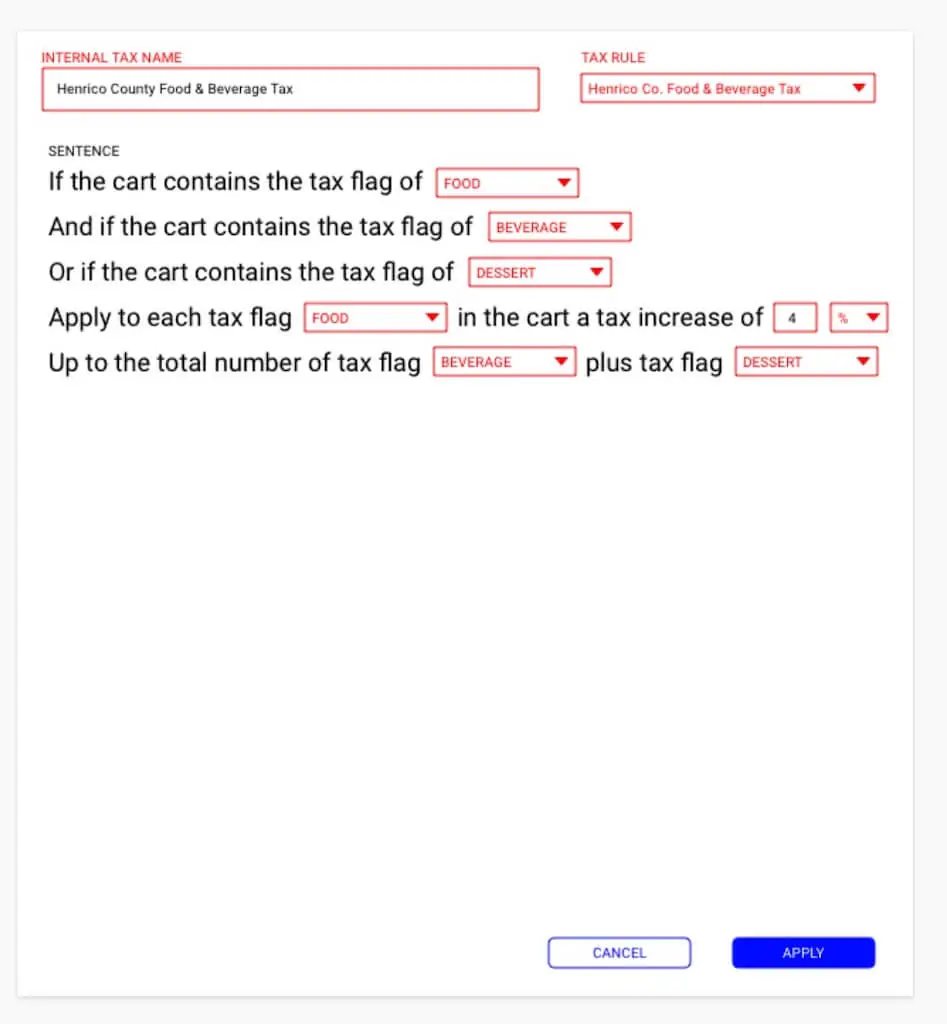 INTERNAL TAX NAME TAX RULE
Henrico County Food & Beverage Tax Henrico Co. Food & Beverage Tax
SENTENCE
If the cart contains the tax flag of FOOD
And if the cart contains the tax flag of BEVERAGE
Or if the cart contains the tax flag of DESSERT
Apply to each tax flag FOOD in the cart a tax increase of 4 %
Up to the total number of tax flag BEVERAGE plus tax flag DESSERT
CANCEL APPLY